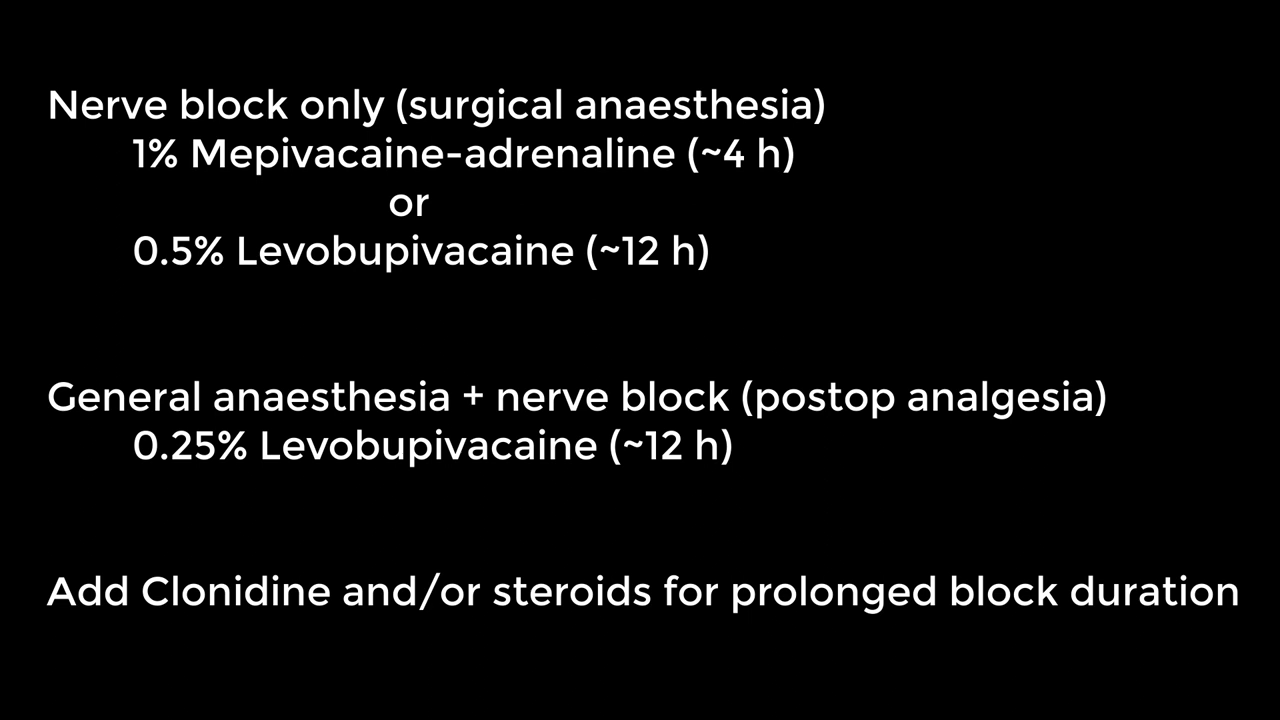 Nerve block only (surgical anaesthesia)
1% Mepivacaine-adrenaline (~4 h)
or
0.5% Levobupivacaine (~12 h)
General anaesthesia + nerve block (postop analgesia)
0.25% Levobupivacaine (~12 h)
Add Clonidine and/or steroids for prolonged block duration